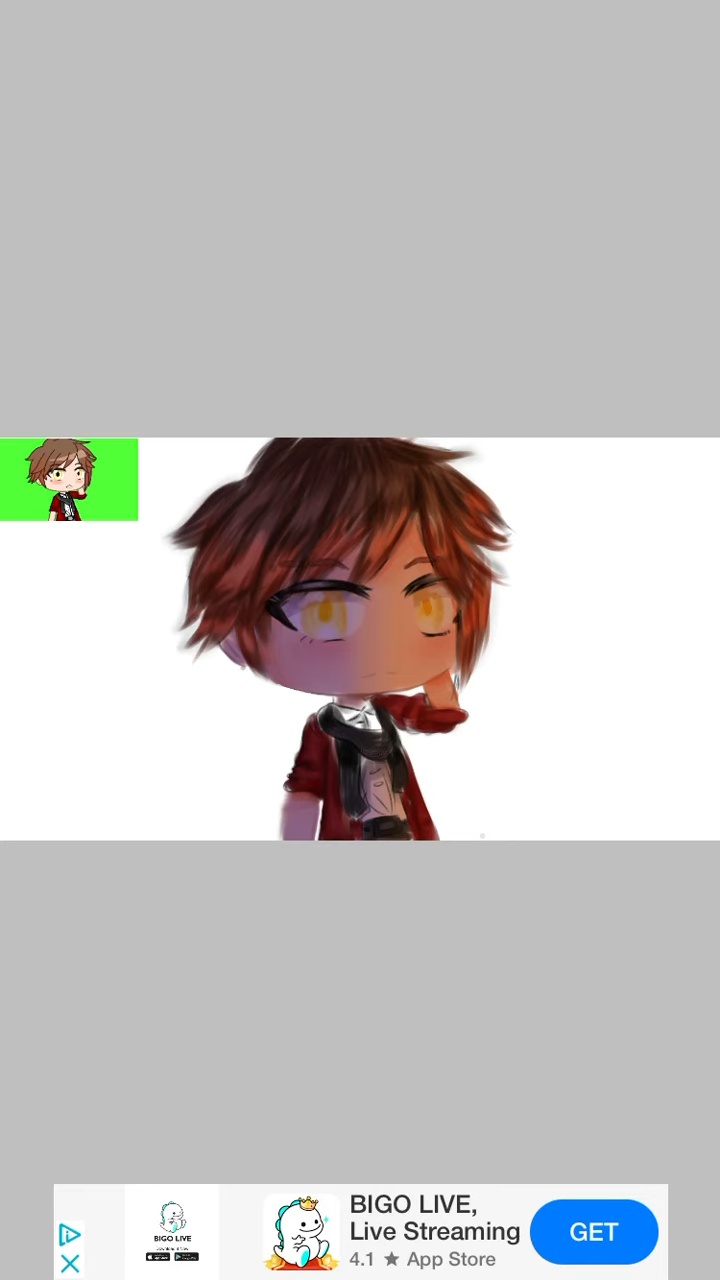 BIGO LIVE
BIGO LIVE,
Live Streaming
4.1 ★ App Store
GET